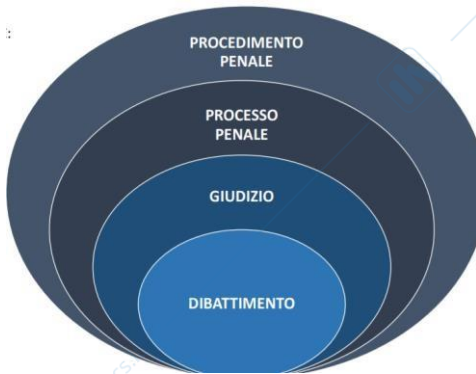 :
PROCEDIMENTO
PENALE
PROCESSO
PENALE
GIUDIZIO
DIBATTIMENTO